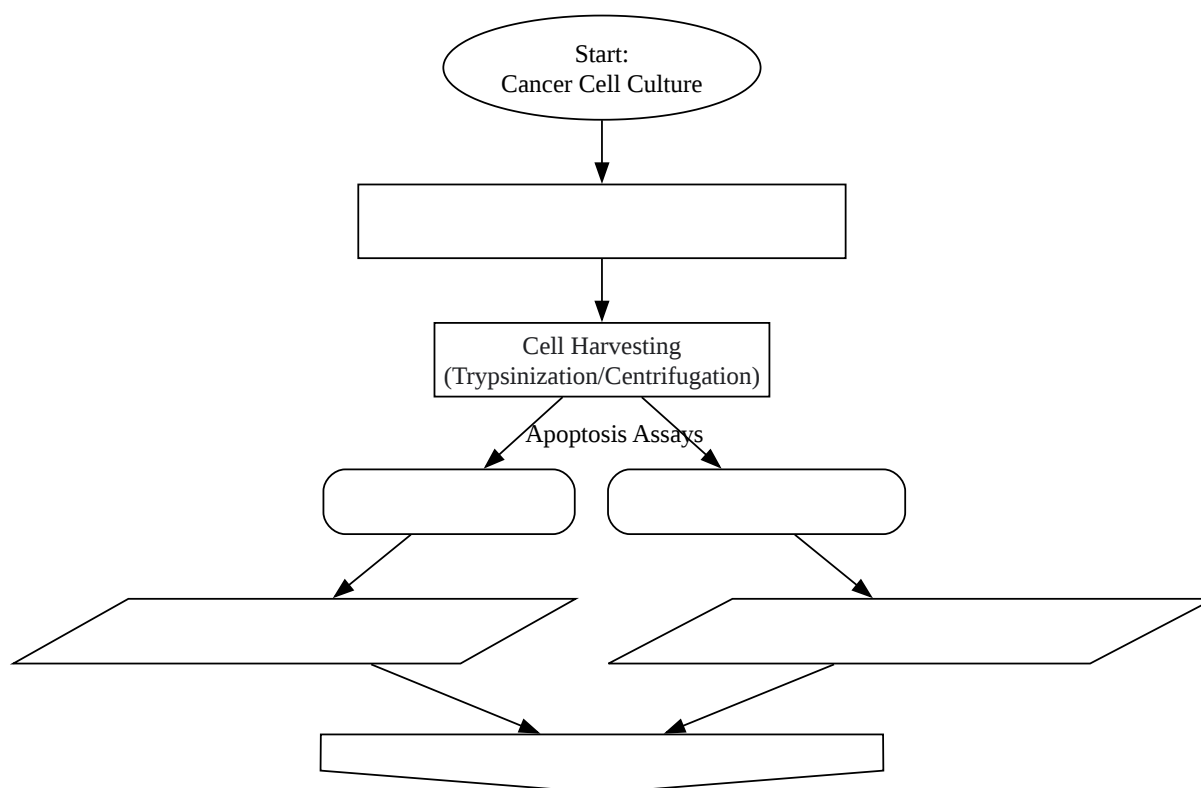 Start:
Cancer Cell Culture
Cell Harvesting
(Trypsinization/Centrifugation)
Apoptosis Assays